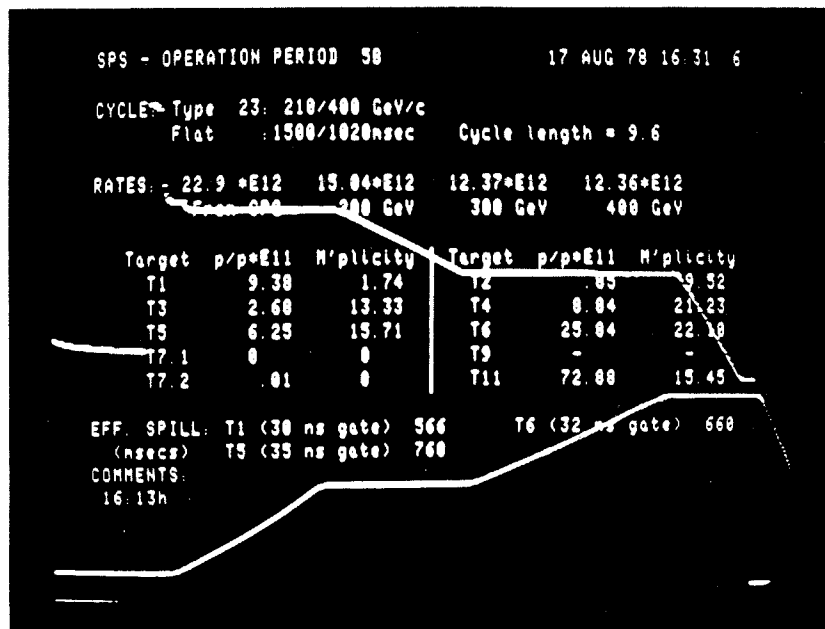 SPS - OPERATION PERIOD 5B 17 AUG 78 16:31 6
CYCLE- Type 23: 210/400 GeV/c
Flat :1500/1020msec Cycle length = 9.6
RATES:- 22.9 *E12 15.04*E12 12.37*E12 12.36*E12
From CPS 200 GeV 300 GeV 400 GeV
Target p/p*E11 M'plicity Target p/p*E11 M'plicity
T1 9.38 1.74 T2 .85 9.52
T3 2.60 13.33 T4 8.04 21.23
T5 6.25 15.71 T6 25.04 22.10
T7.1 0 0 T9 - -
T7.2 .01 0 T11 72.88 15.45
EFF. SPILL: T1 (30 ns gate) 566 T6 (32 ns gate) 660
(msecs) T5 (35 ns gate) 760
COMMENTS:
16:13h